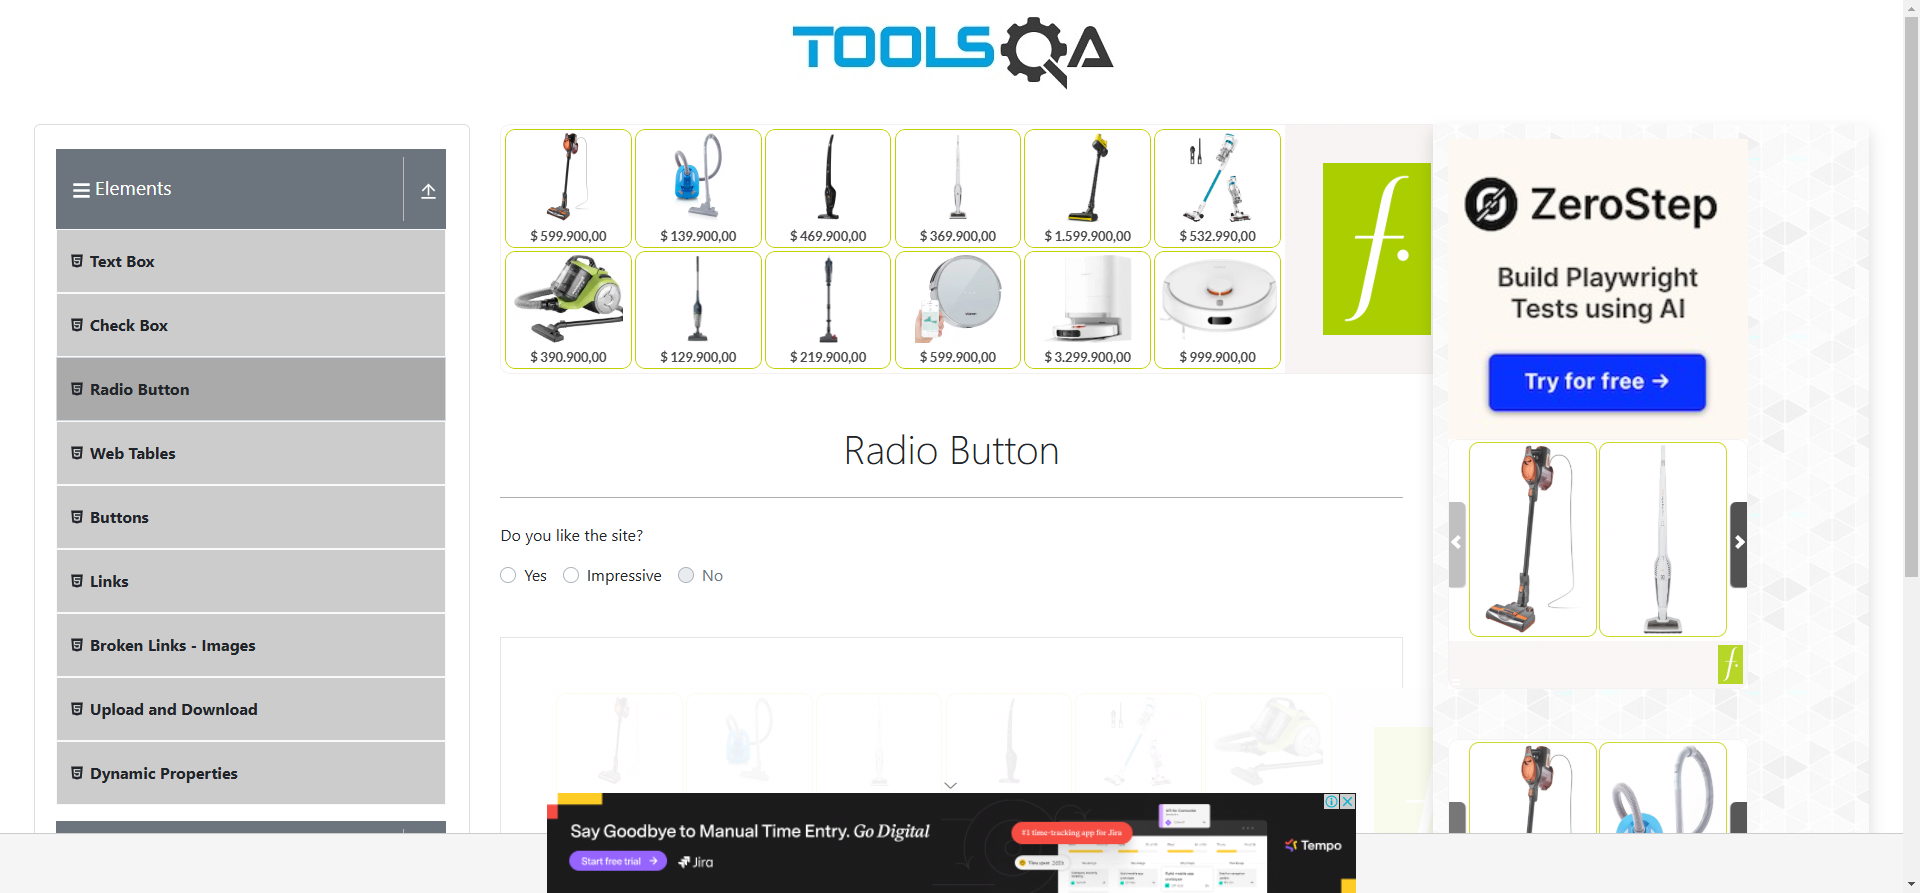 TOOLSQA
Elements
Text Box
Check Box
Radio Button
Web Tables
Buttons
Links
Broken Links - Images
Upload and Download
Dynamic Properties
$ 599.900,00
$ 139.900,00
$ 469.900,00
$ 369.900,00
$ 1.599.900,00
$ 532.990,00
$ 390.900,00
$ 129.900,00
$ 219.900,00
$ 599.900,00
$ 3.299.900,00
$ 999.900,00
f.
Radio Button
Do you like the site?
Yes
Impressive
No
ZeroStep
Build Playwright
Tests using AI
Try for free →
f.
Say Goodbye to Manual Time Entry. Go Digital
Start free trial →
Jira
#1 time-tracking app for Jira
Tempo